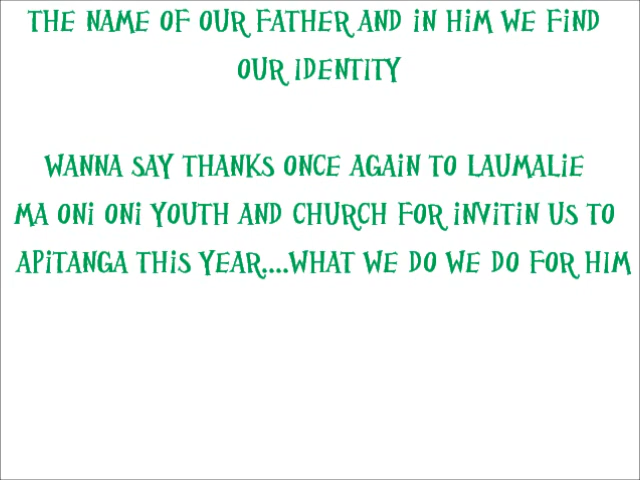 THE NAME OF OUR FATHER AND IN HIM WE FIND
OUR IDENTITY
WANNA SAY THANKS ONCE AGAIN TO LAUMALIE
MA ONI ONI YOUTH AND CHURCH FOR INVITIN US TO
APITANGA THIS YEAR....WHAT WE DO WE DO FOR HIM